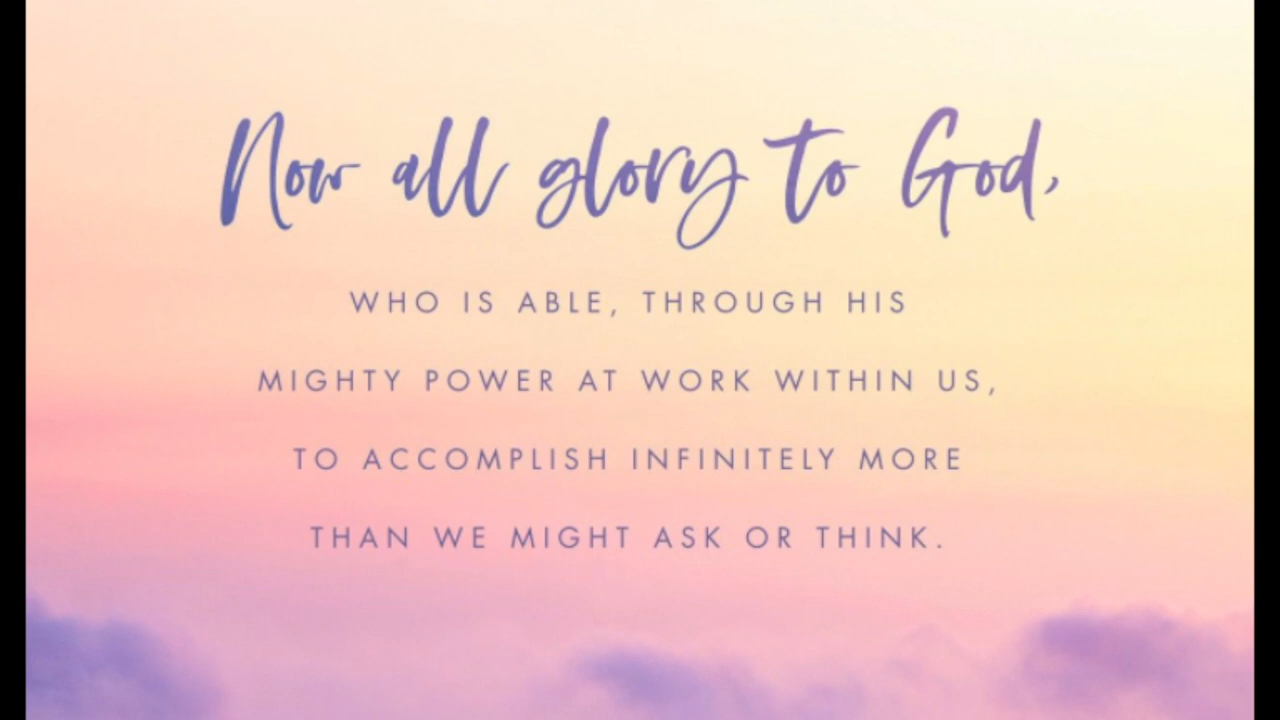 Now all glory to God,
WHO IS ABLE, THROUGH HIS
MIGHTY POWER AT WORK WITHIN US,
TO ACCOMPLISH INFINITELY MORE
THAN WE MIGHT ASK OR THINK.